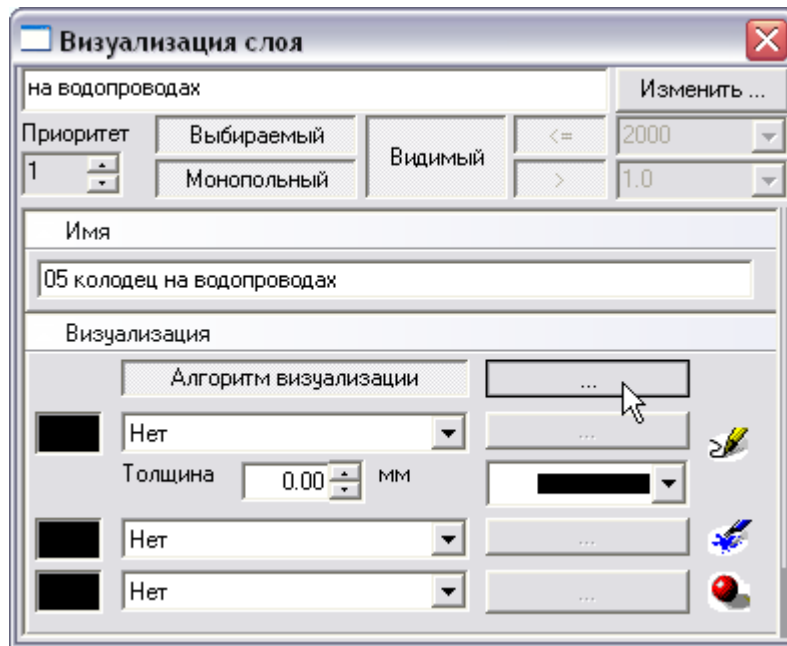 Визуализация слоя
на водопроводах Изменить ...
Приоритет Выбираемый Видимый <= 2000
1 Монопольный > 1.0
Имя
05 колодец на водопроводах
Визуализация
Алгоритм визуализации ...
Нет ...
Толщина 0.00 мм
Нет ...
Нет ...